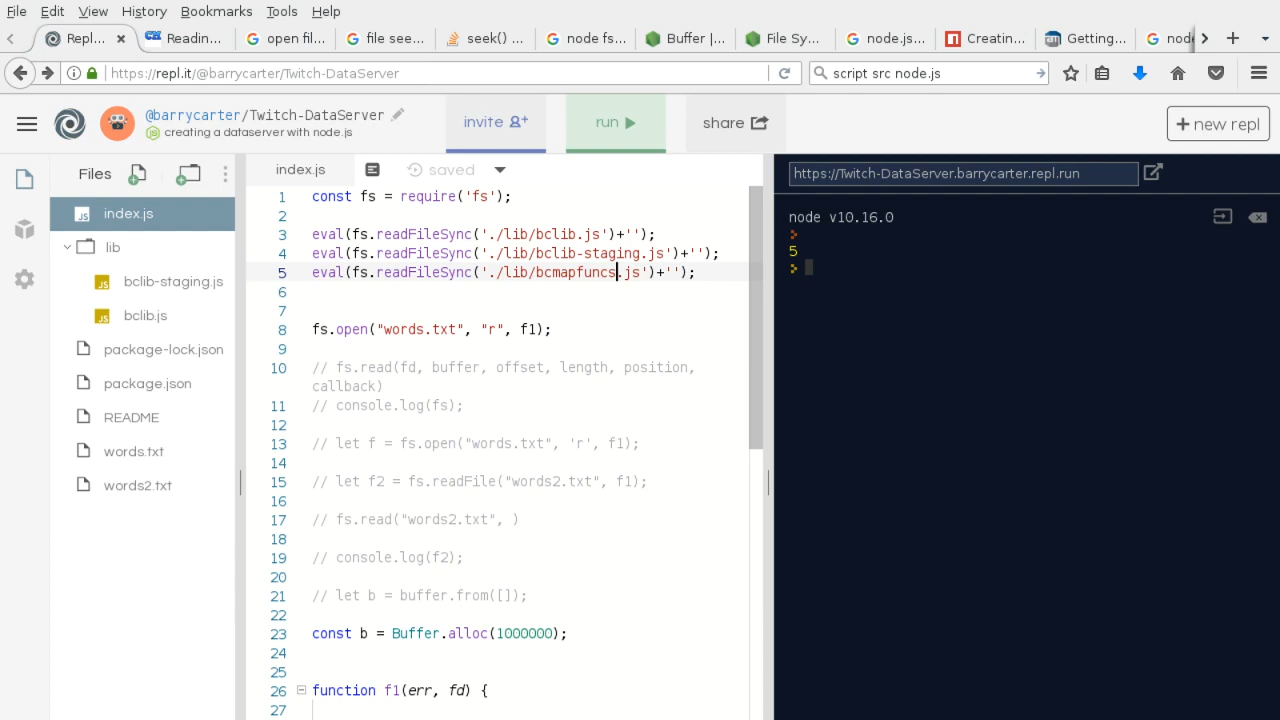 File Edit View History Bookmarks Tools Help
Repl... Readin... open fil... file see... seek() ... node fs... Buffer |... File Sy... node.js... Creatin... Getting... node
https://repl.it/@barrycarter/Twitch-DataServer script src node.js
@barrycarter/Twitch-DataServer
creating a dataserver with node.js
invite
run
share
+ new repl
Files
index.js
lib
bclib-staging.js
bclib.js
package-lock.json
package.json
README
words.txt
words2.txt
index.js saved
1 const fs = require('fs');
2
3 eval(fs.readFileSync('./lib/bclib.js')+'');
4 eval(fs.readFileSync('./lib/bclib-staging.js')+'');
5 eval(fs.readFileSync('./lib/bcmapfuncs.js')+'');
6
7
8 fs.open("words.txt", "r", f1);
9
10 // fs.read(fd, buffer, offset, length, position,
callback)
11 // console.log(fs);
12
13 // let f = fs.open("words.txt", 'r', f1);
14
15 // let f2 = fs.readFile("words2.txt", f1);
16
17 // fs.read("words2.txt", )
18
19 // console.log(f2);
20
21 // let b = buffer.from([]);
22
23 const b = Buffer.alloc(1000000);
24
25
26 function f1(err, fd) {
27
https://Twitch-DataServer.barrycarter.repl.run
node v10.16.0
5